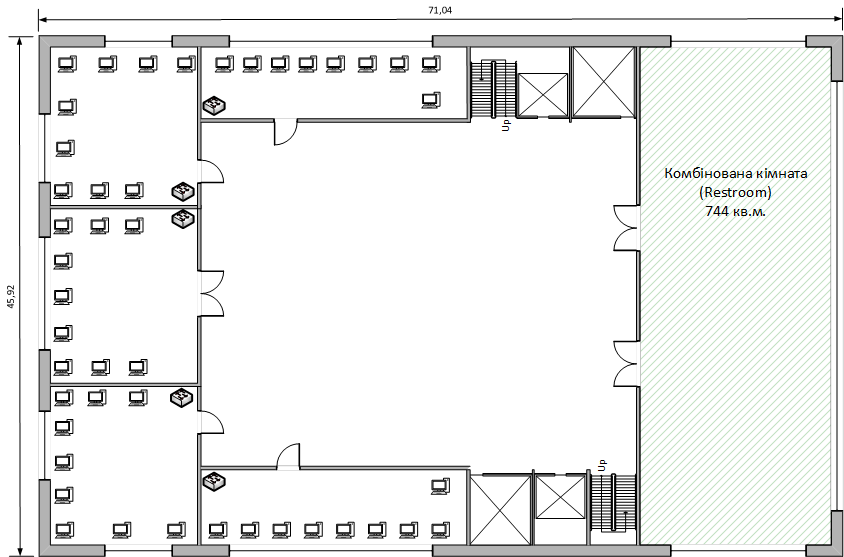 71,04
45,92
Up
Комбінована кімната
(Restroom)
744 кв.м.
Up